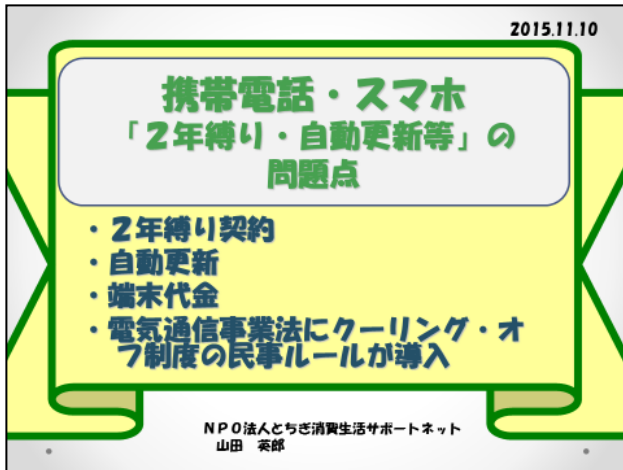 2015.11.10
携帯電話・スマホ
「２年縛り・自動更新等」の
問題点
・２年縛り契約
・自動更新
・端末代金
・電気通信事業法にクーリング・オ
フ制度の民事ルールが導入
ＮＰＯ法人とちぎ消費生活サポートネット
山田　英郎